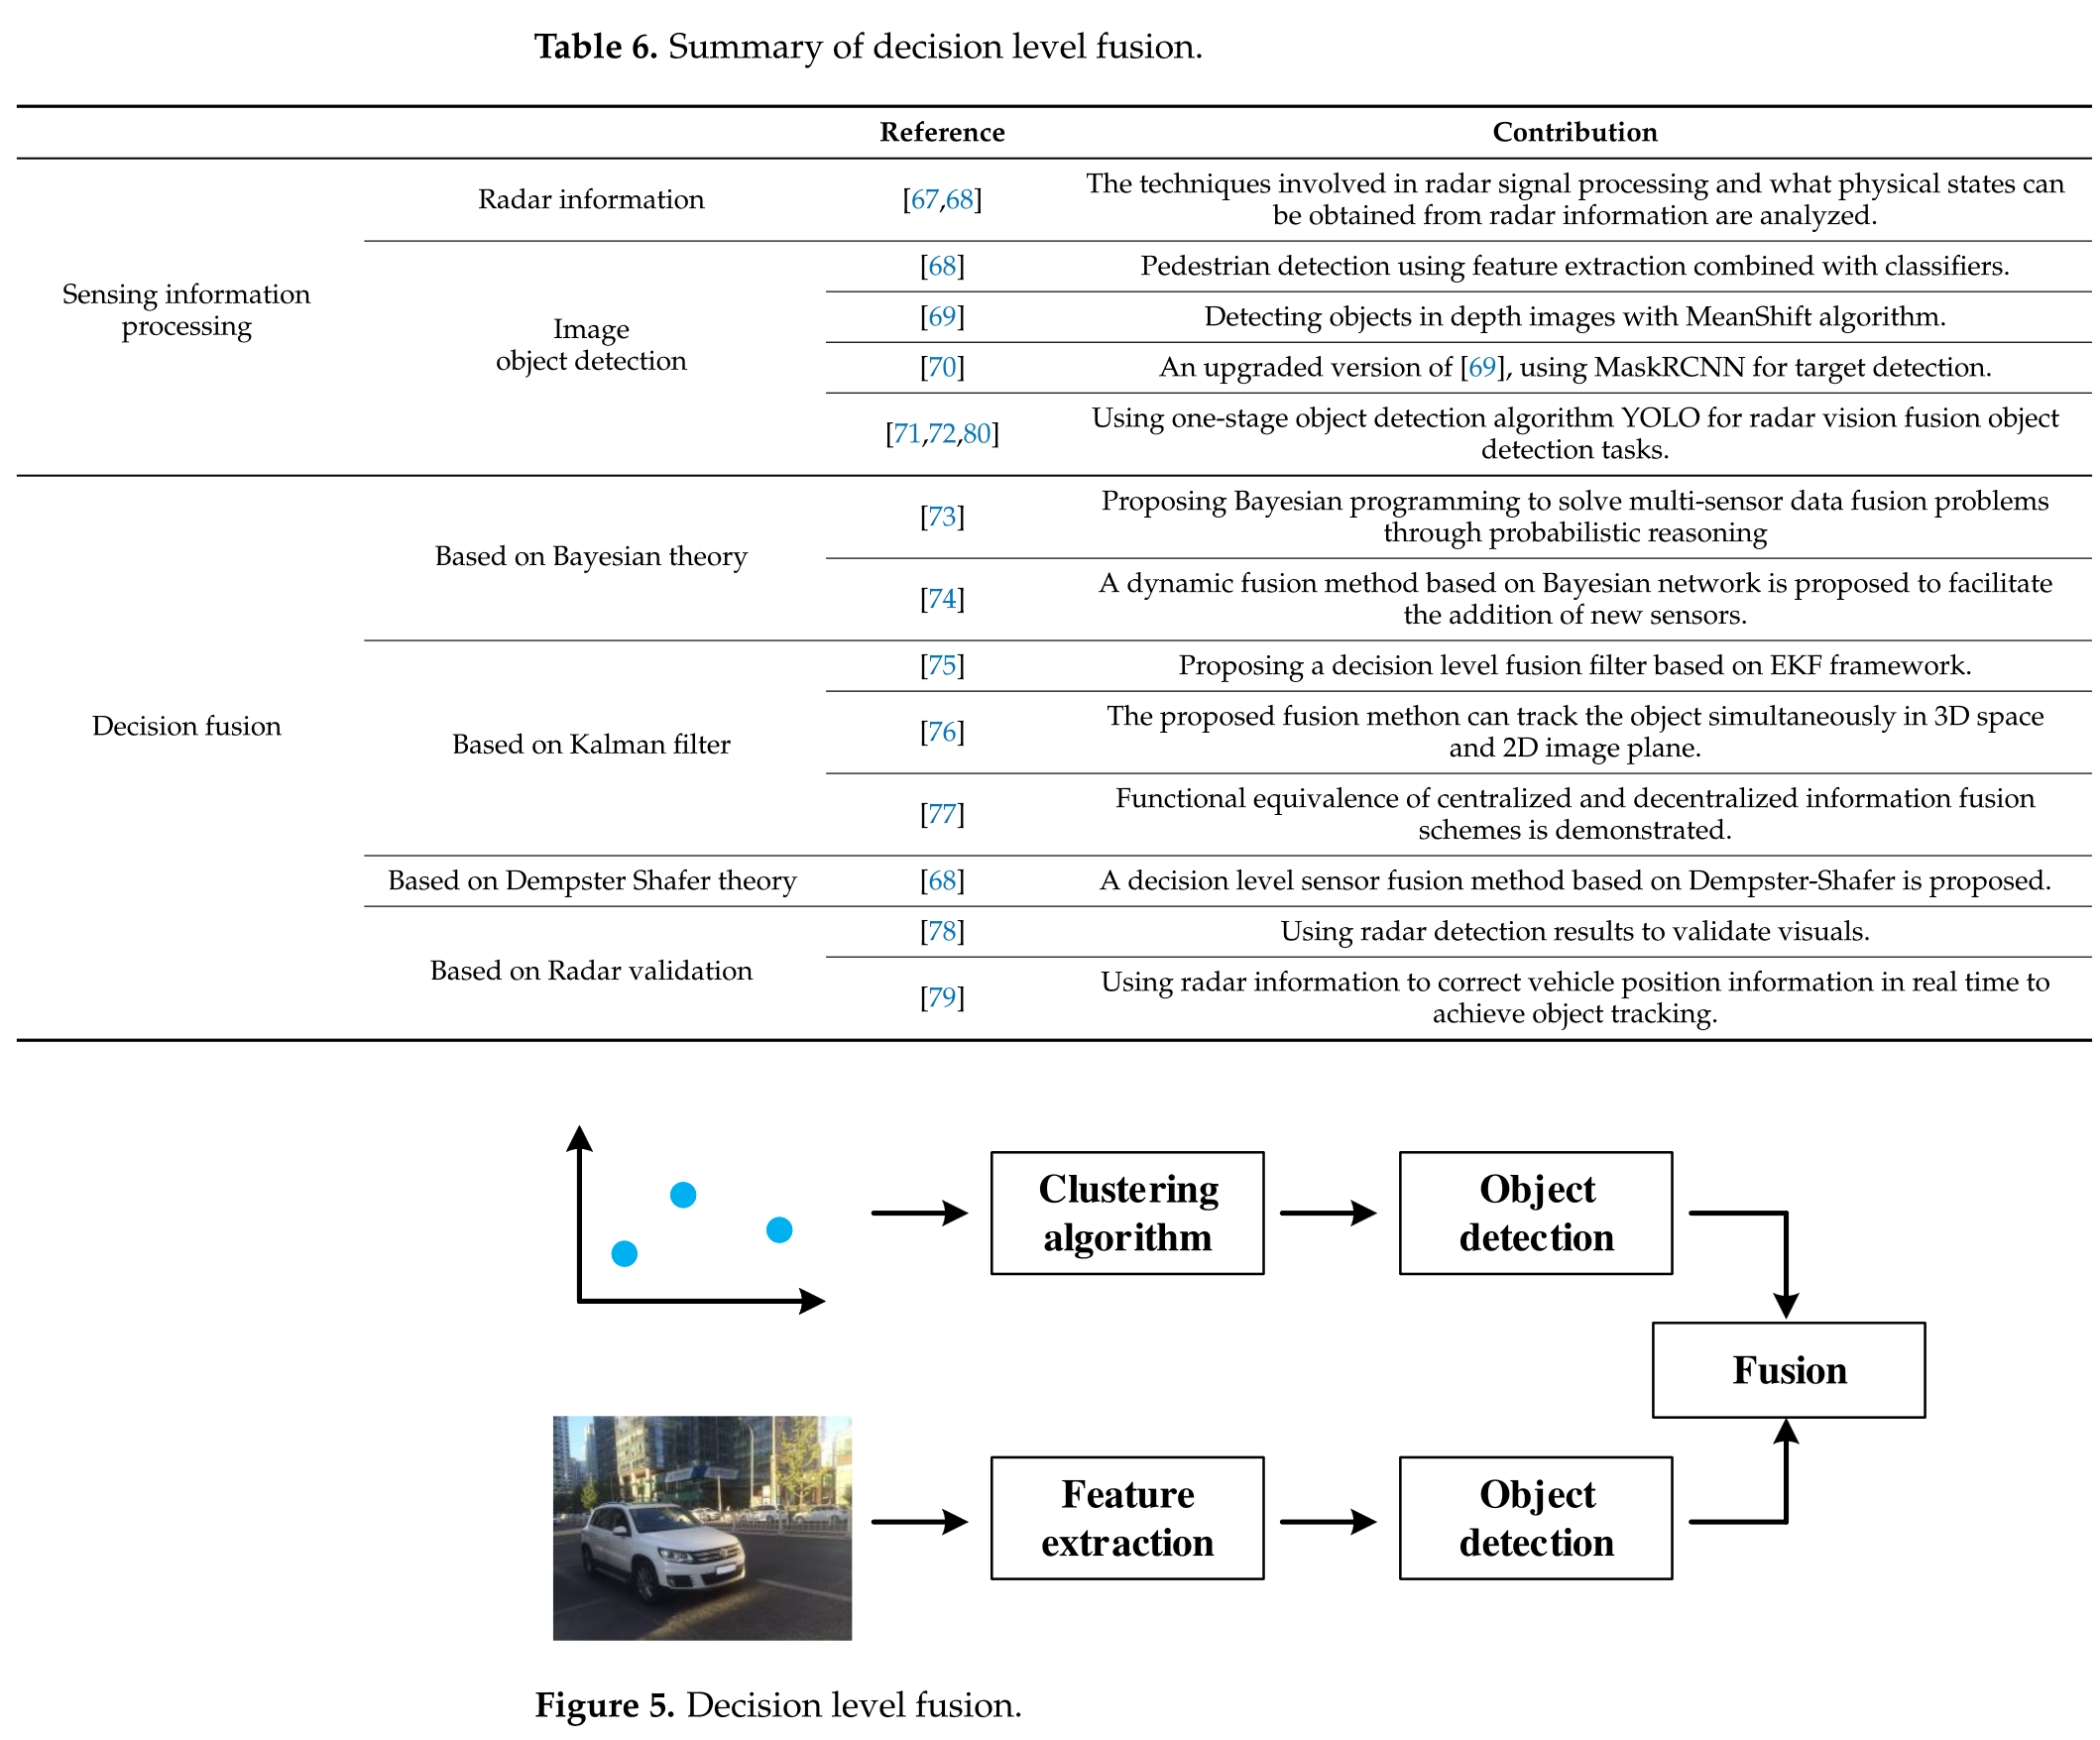 Table 6. Summary of decision level fusion.
Reference Contribution
Sensing information
processing
Radar information
[67,68]
The techniques involved in radar signal processing and what physical states can
be obtained from radar information are analyzed.
Image
object detection
[68]
Pedestrian detection using feature extraction combined with classifiers.
[69]
Detecting objects in depth images with MeanShift algorithm.
[70]
An upgraded version of [69], using MaskRCNN for target detection.
[71,72,80]
Using one-stage object detection algorithm YOLO for radar vision fusion object
detection tasks.
Decision fusion
Based on Bayesian theory
[73]
Proposing Bayesian programming to solve multi-sensor data fusion problems
through probabilistic reasoning
[74]
A dynamic fusion method based on Bayesian network is proposed to facilitate
the addition of new sensors.
Based on Kalman filter
[75]
Proposing a decision level fusion filter based on EKF framework.
[76]
The proposed fusion methon can track the object simultaneously in 3D space
and 2D image plane.
[77]
Functional equivalence of centralized and decentralized information fusion
schemes is demonstrated.
Based on Dempster Shafer theory
[68]
A decision level sensor fusion method based on Dempster-Shafer is proposed.
Based on Radar validation
[78]
Using radar detection results to validate visuals.
[79]
Using radar information to correct vehicle position information in real time to
achieve object tracking.
Clustering
algorithm
Object
detection
Fusion
Feature
extraction
Object
detection
Figure 5. Decision level fusion.